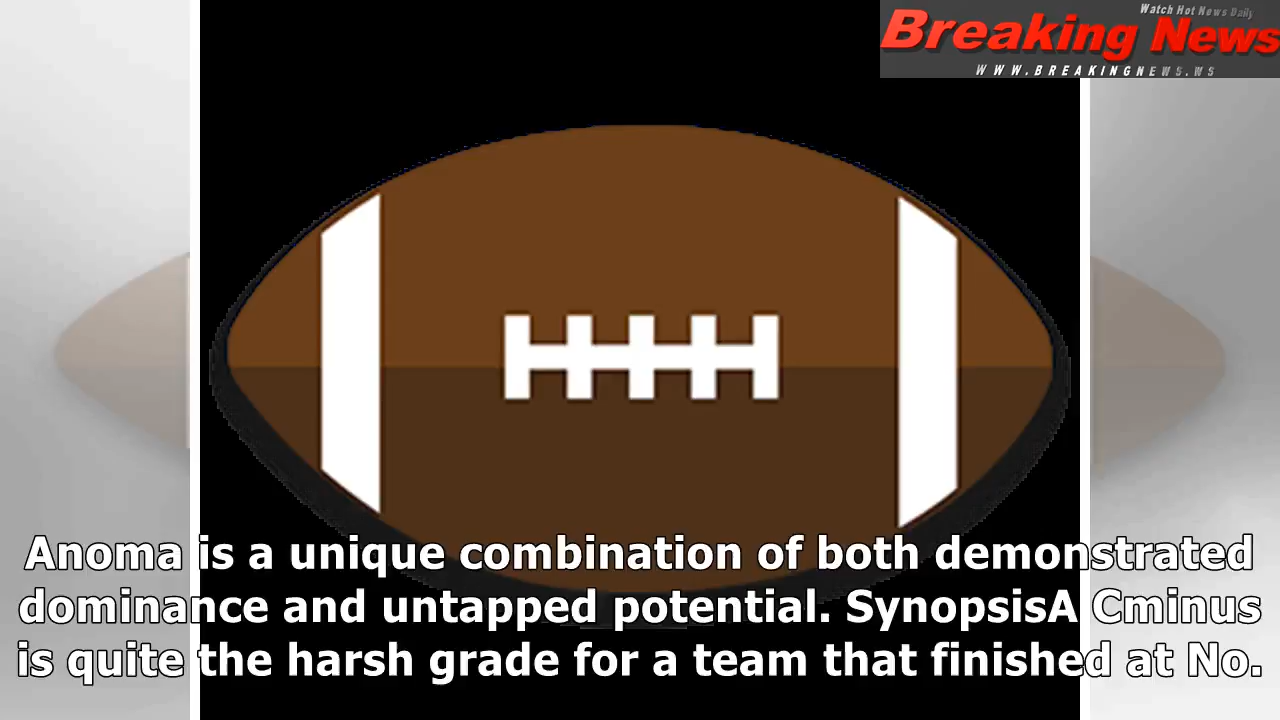 Watch Hot News Daily
Breaking News
WWW.BREAKINGNEWS.WS
Anoma is a unique combination of both demonstrated
dominance and untapped potential. SynopsisA Cminus
is quite the harsh grade for a team that finished at No.